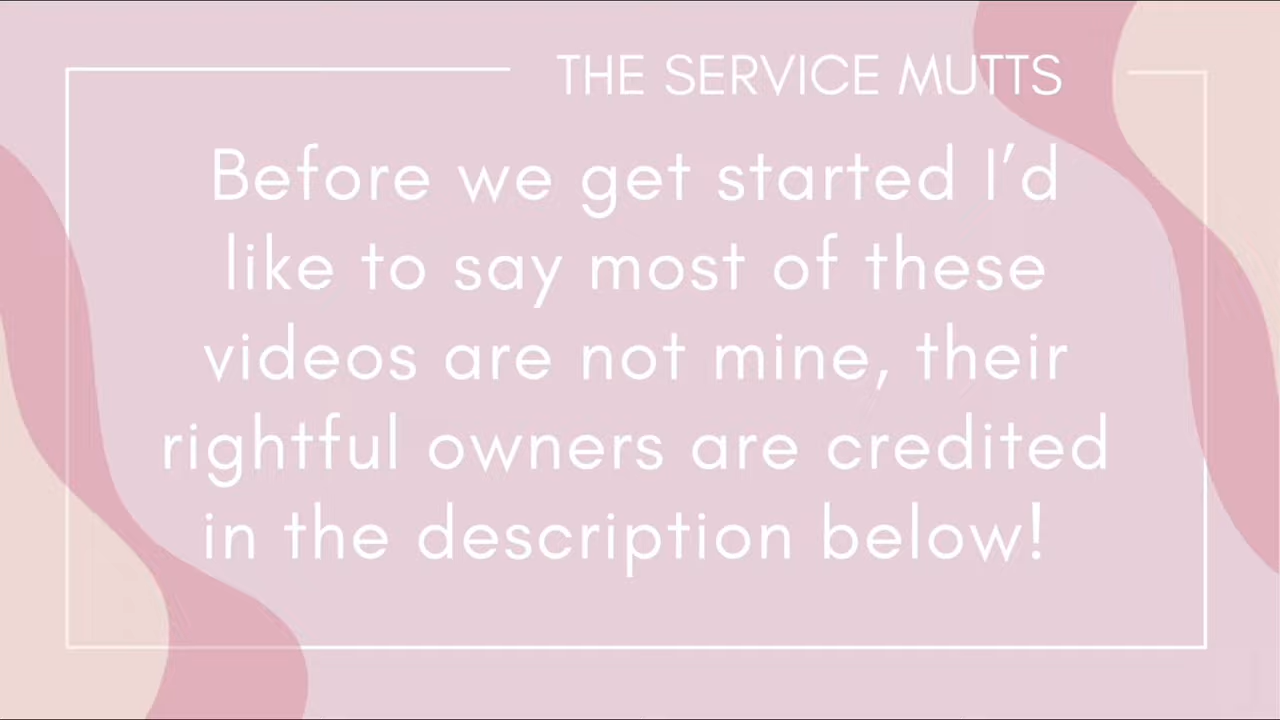 THE SERVICE MUTTS
Before we get started I'd
like to say most of these
videos are not mine, their
rightful owners are credited
in the description below!